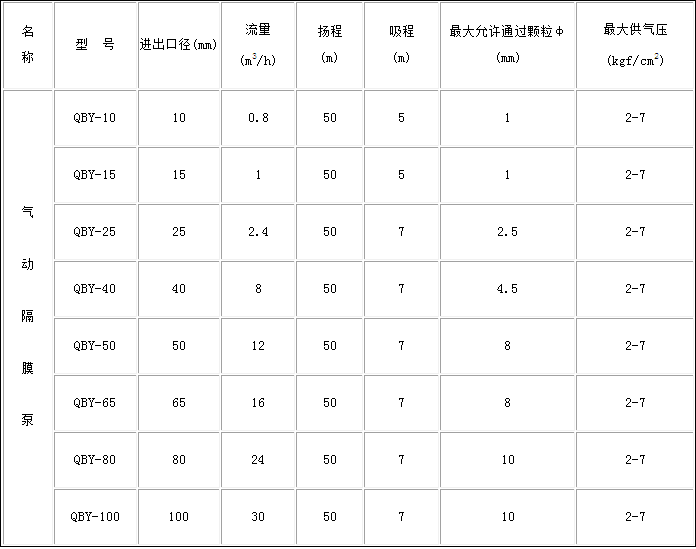 名称 型 号 进出口径(mm) 流量(m³/h) 扬程(m) 吸程(m) 最大允许通过颗粒φ(mm) 最大供气压(kgf/cm²)
气动隔膜泵
QBY-10 10 0.8 50 5 1 2-7
QBY-15 15 1 50 5 1 2-7
QBY-25 25 2.4 50 7 2.5 2-7
QBY-40 40 8 50 7 4.5 2-7
QBY-50 50 12 50 7 8 2-7
QBY-65 65 16 50 7 8 2-7
QBY-80 80 24 50 7 10 2-7
QBY-100 100 30 50 7 10 2-7